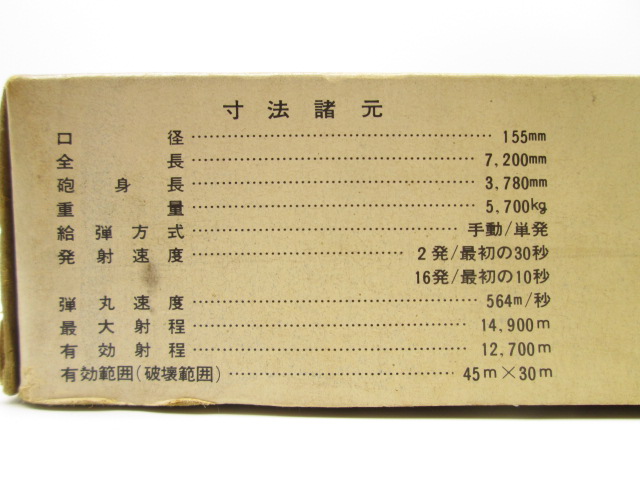 寸法諸元
口径 155mm
全長 7,200mm
砲身長 3,780mm
重量 5,700kg
給弾方式 手動/単発
発射速度 2発/最初の30秒
16発/最初の10秒
弾丸速度 564m/秒
最大射程 14,900m
有効射程 12,700m
有効範囲(破壊範囲) 45m×30m